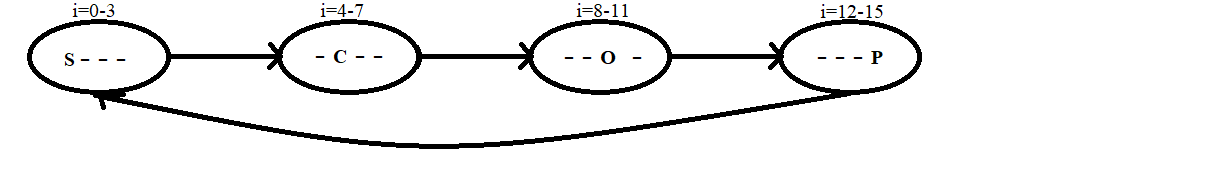 i=0-3 i=4-7 i=8-11 i=12-15
S - - - - C - - - - O - - - - P